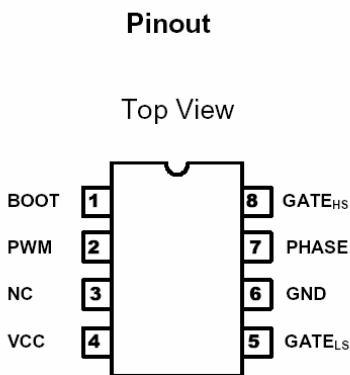 Pinout
Top View
BOOT 1 8 GATEHS
PWM 2 7 PHASE
NC 3 6 GND
VCC 4 5 GATELS